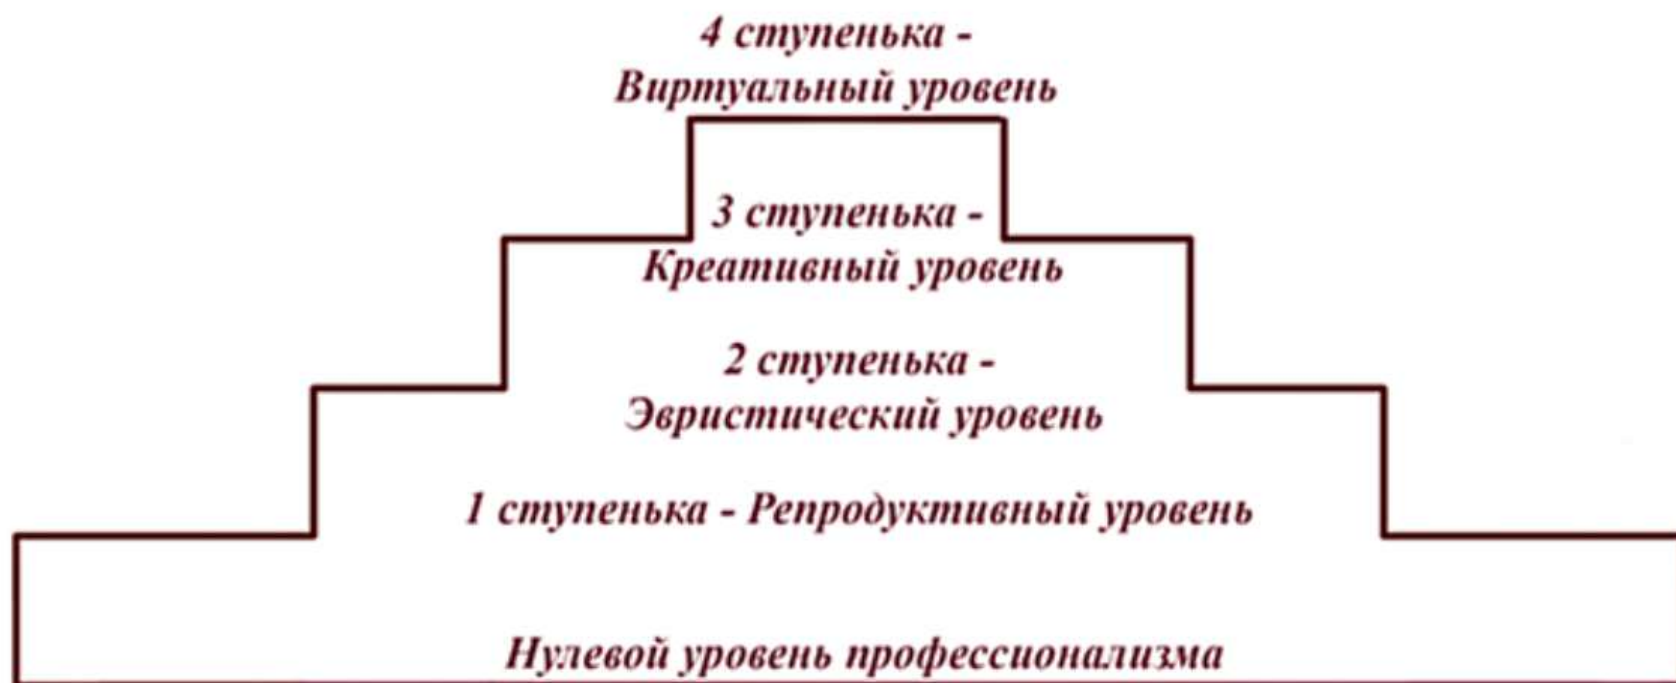 4 ступенька -
Виртуальный уровень
3 ступенька -
Креативный уровень
2 ступенька -
Эвристический уровень
1 ступенька - Репродуктивный уровень
Нулевой уровень профессионализма